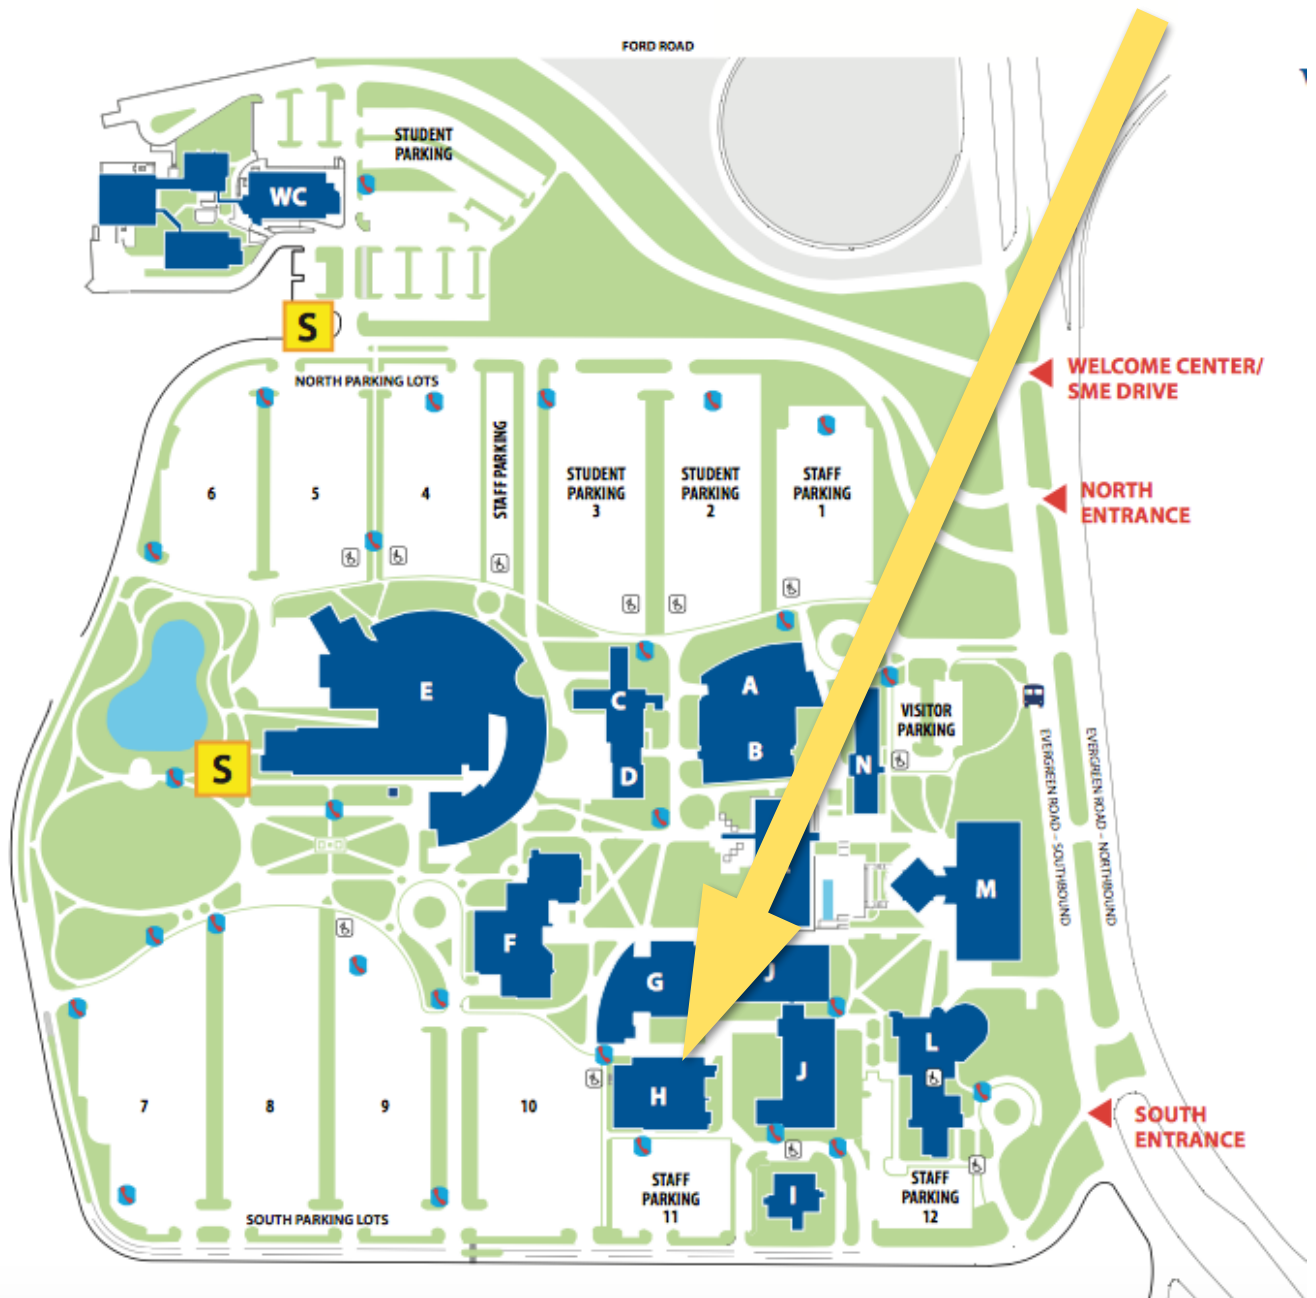 FORD ROAD
STUDENT
PARKING
WC
S
WELCOME CENTER/
SME DRIVE
NORTH PARKING LOTS
STAFF PARKING
6
5
4
STUDENT
PARKING
3
STUDENT
PARKING
2
STAFF
PARKING
1
NORTH
ENTRANCE
E
C
A
VISITOR
PARKING
S
D
B
N
EVERGREEN ROAD – SOUTHBOUND
EVERGREEN ROAD – NORTHBOUND
M
F
G
J
L
J
H
7
8
9
10
SOUTH
ENTRANCE
STAFF
PARKING
11
I
STAFF
PARKING
12
SOUTH PARKING LOTS